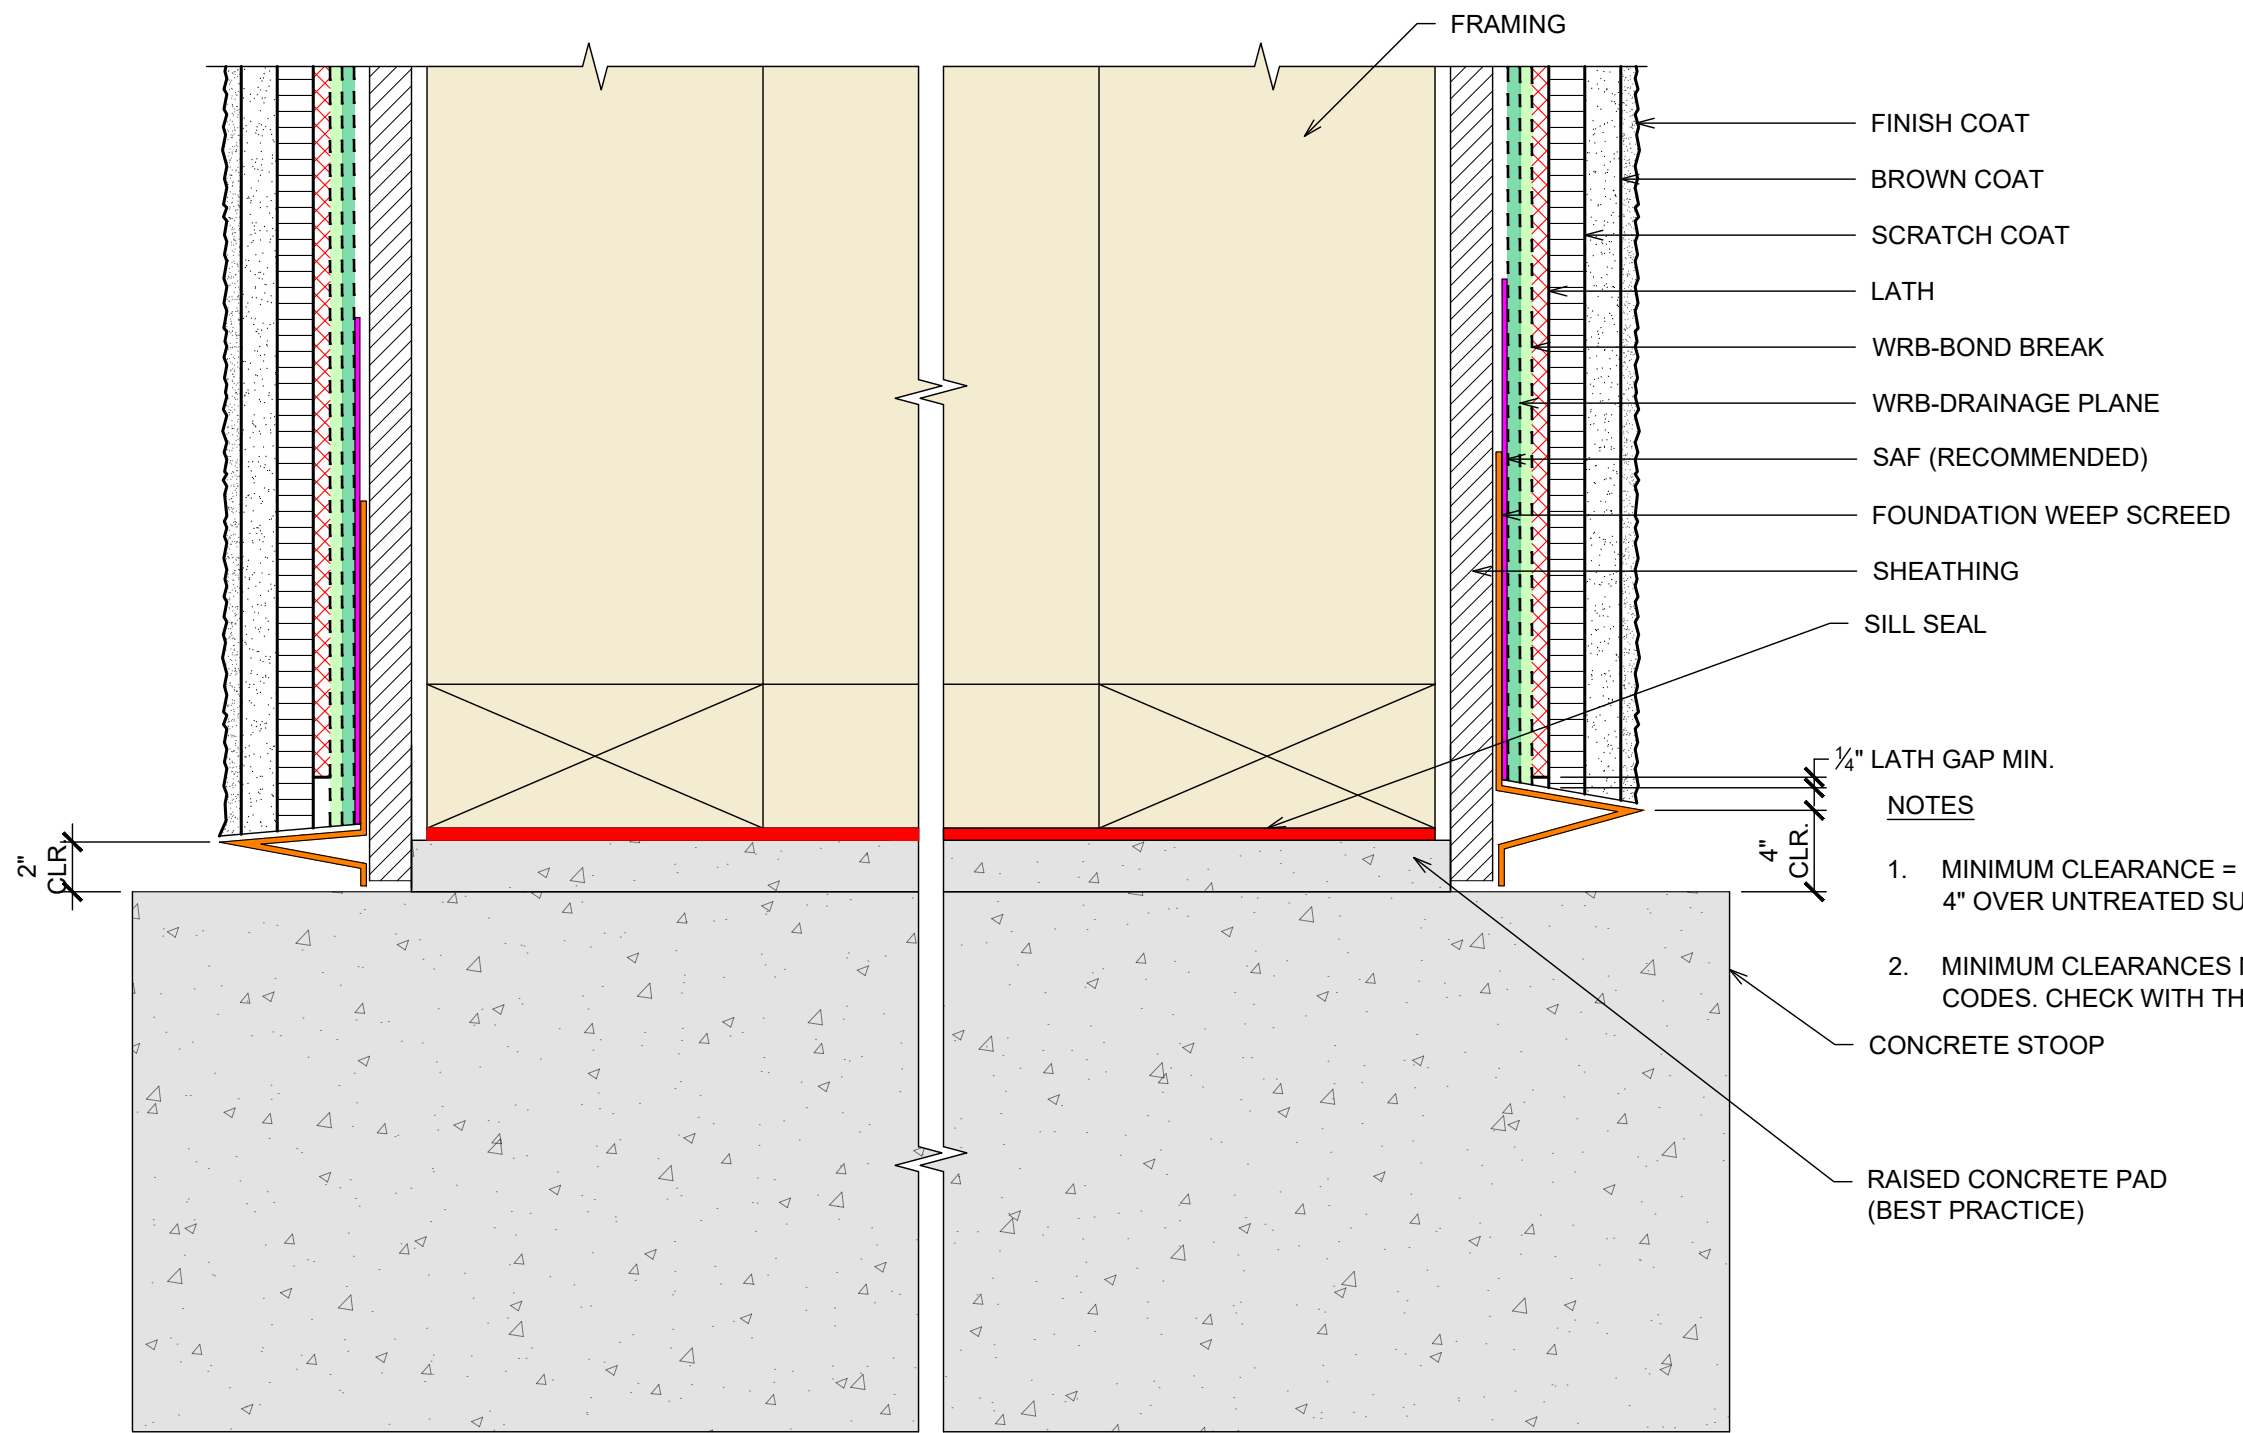 FRAMING
FINISH COAT
BROWN COAT
SCRATCH COAT
LATH
WRB-BOND BREAK
WRB-DRAINAGE PLANE
SAF (RECOMMENDED)
FOUNDATION WEEP SCREED
SHEATHING
SILL SEAL
¼" LATH GAP MIN.
NOTES
2"
CLR.
4"
CLR.
1. MINIMUM CLEARANCE =
4" OVER UNTREATED
2. MINIMUM CLEARANCES
CODES. CHECK WITH
CONCRETE STOOP
RAISED CONCRETE PAD
(BEST PRACTICE)